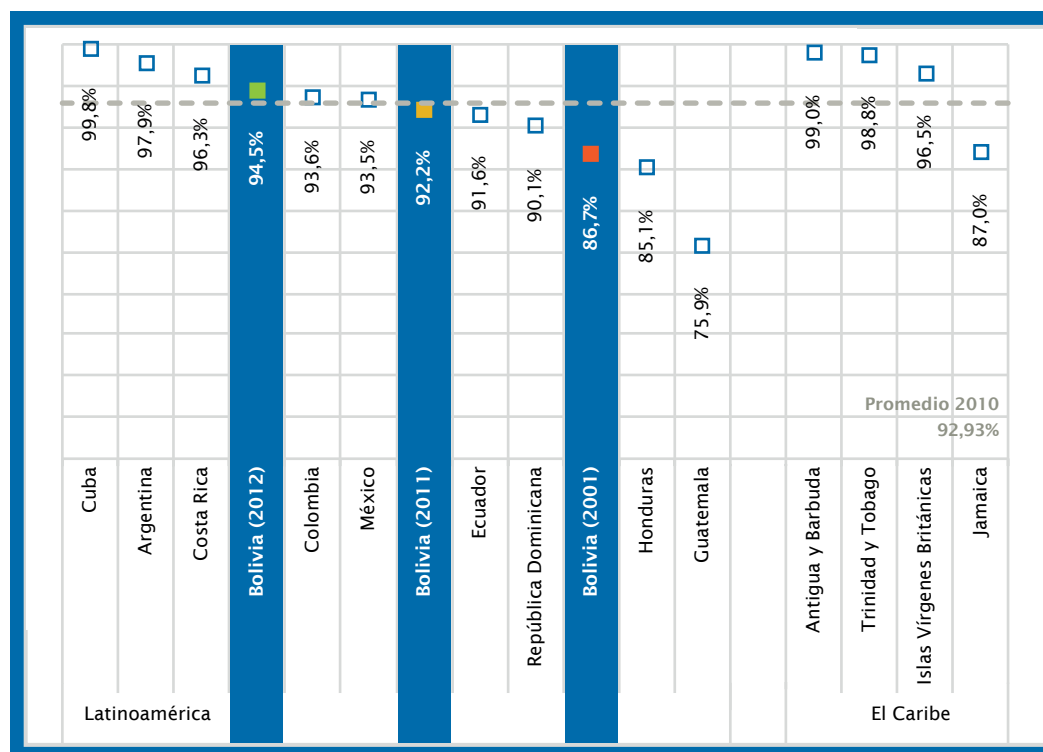 99,8%
97,9%
96,3%
94,5%
93,6%
93,5%
92,2%
91,6%
90,1%
86,7%
85,1%
75,9%
99,0%
98,8%
96,5%
87,0%
Promedio 2010
92,93%
Cuba
Argentina
Costa Rica
Bolivia (2012)
Colombia
México
Bolivia (2011)
Ecuador
República Dominicana
Bolivia (2001)
Honduras
Guatemala
Antigua y Barbuda
Trinidad y Tobago
Islas Vírgenes Británicas
Jamaica
Latinoamérica
El Caribe